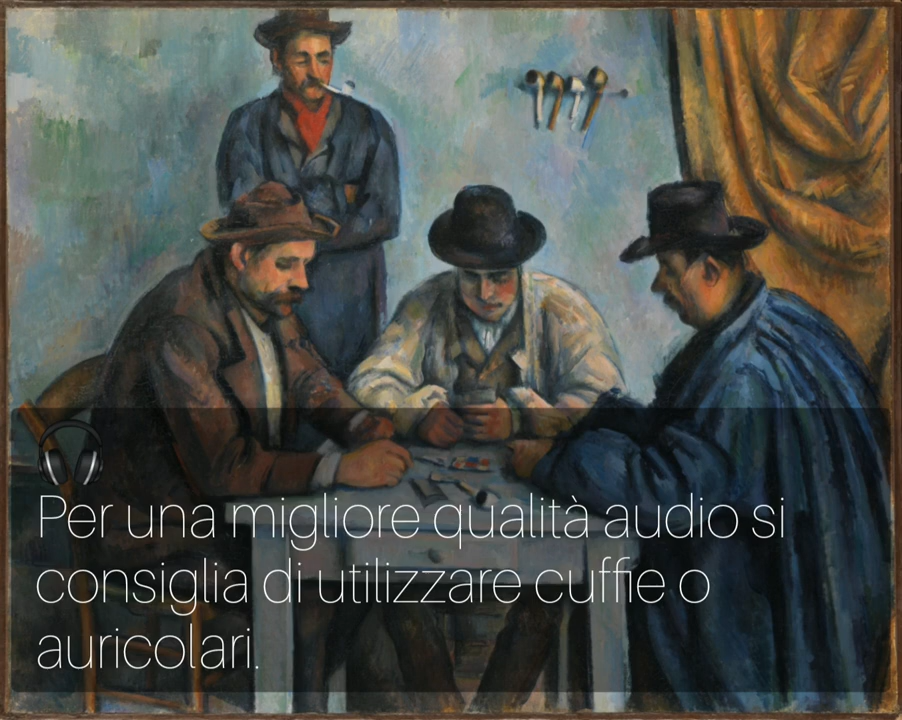 Per una migliore qualità audio si
consiglia di utilizzare cuffie o
auricolari.